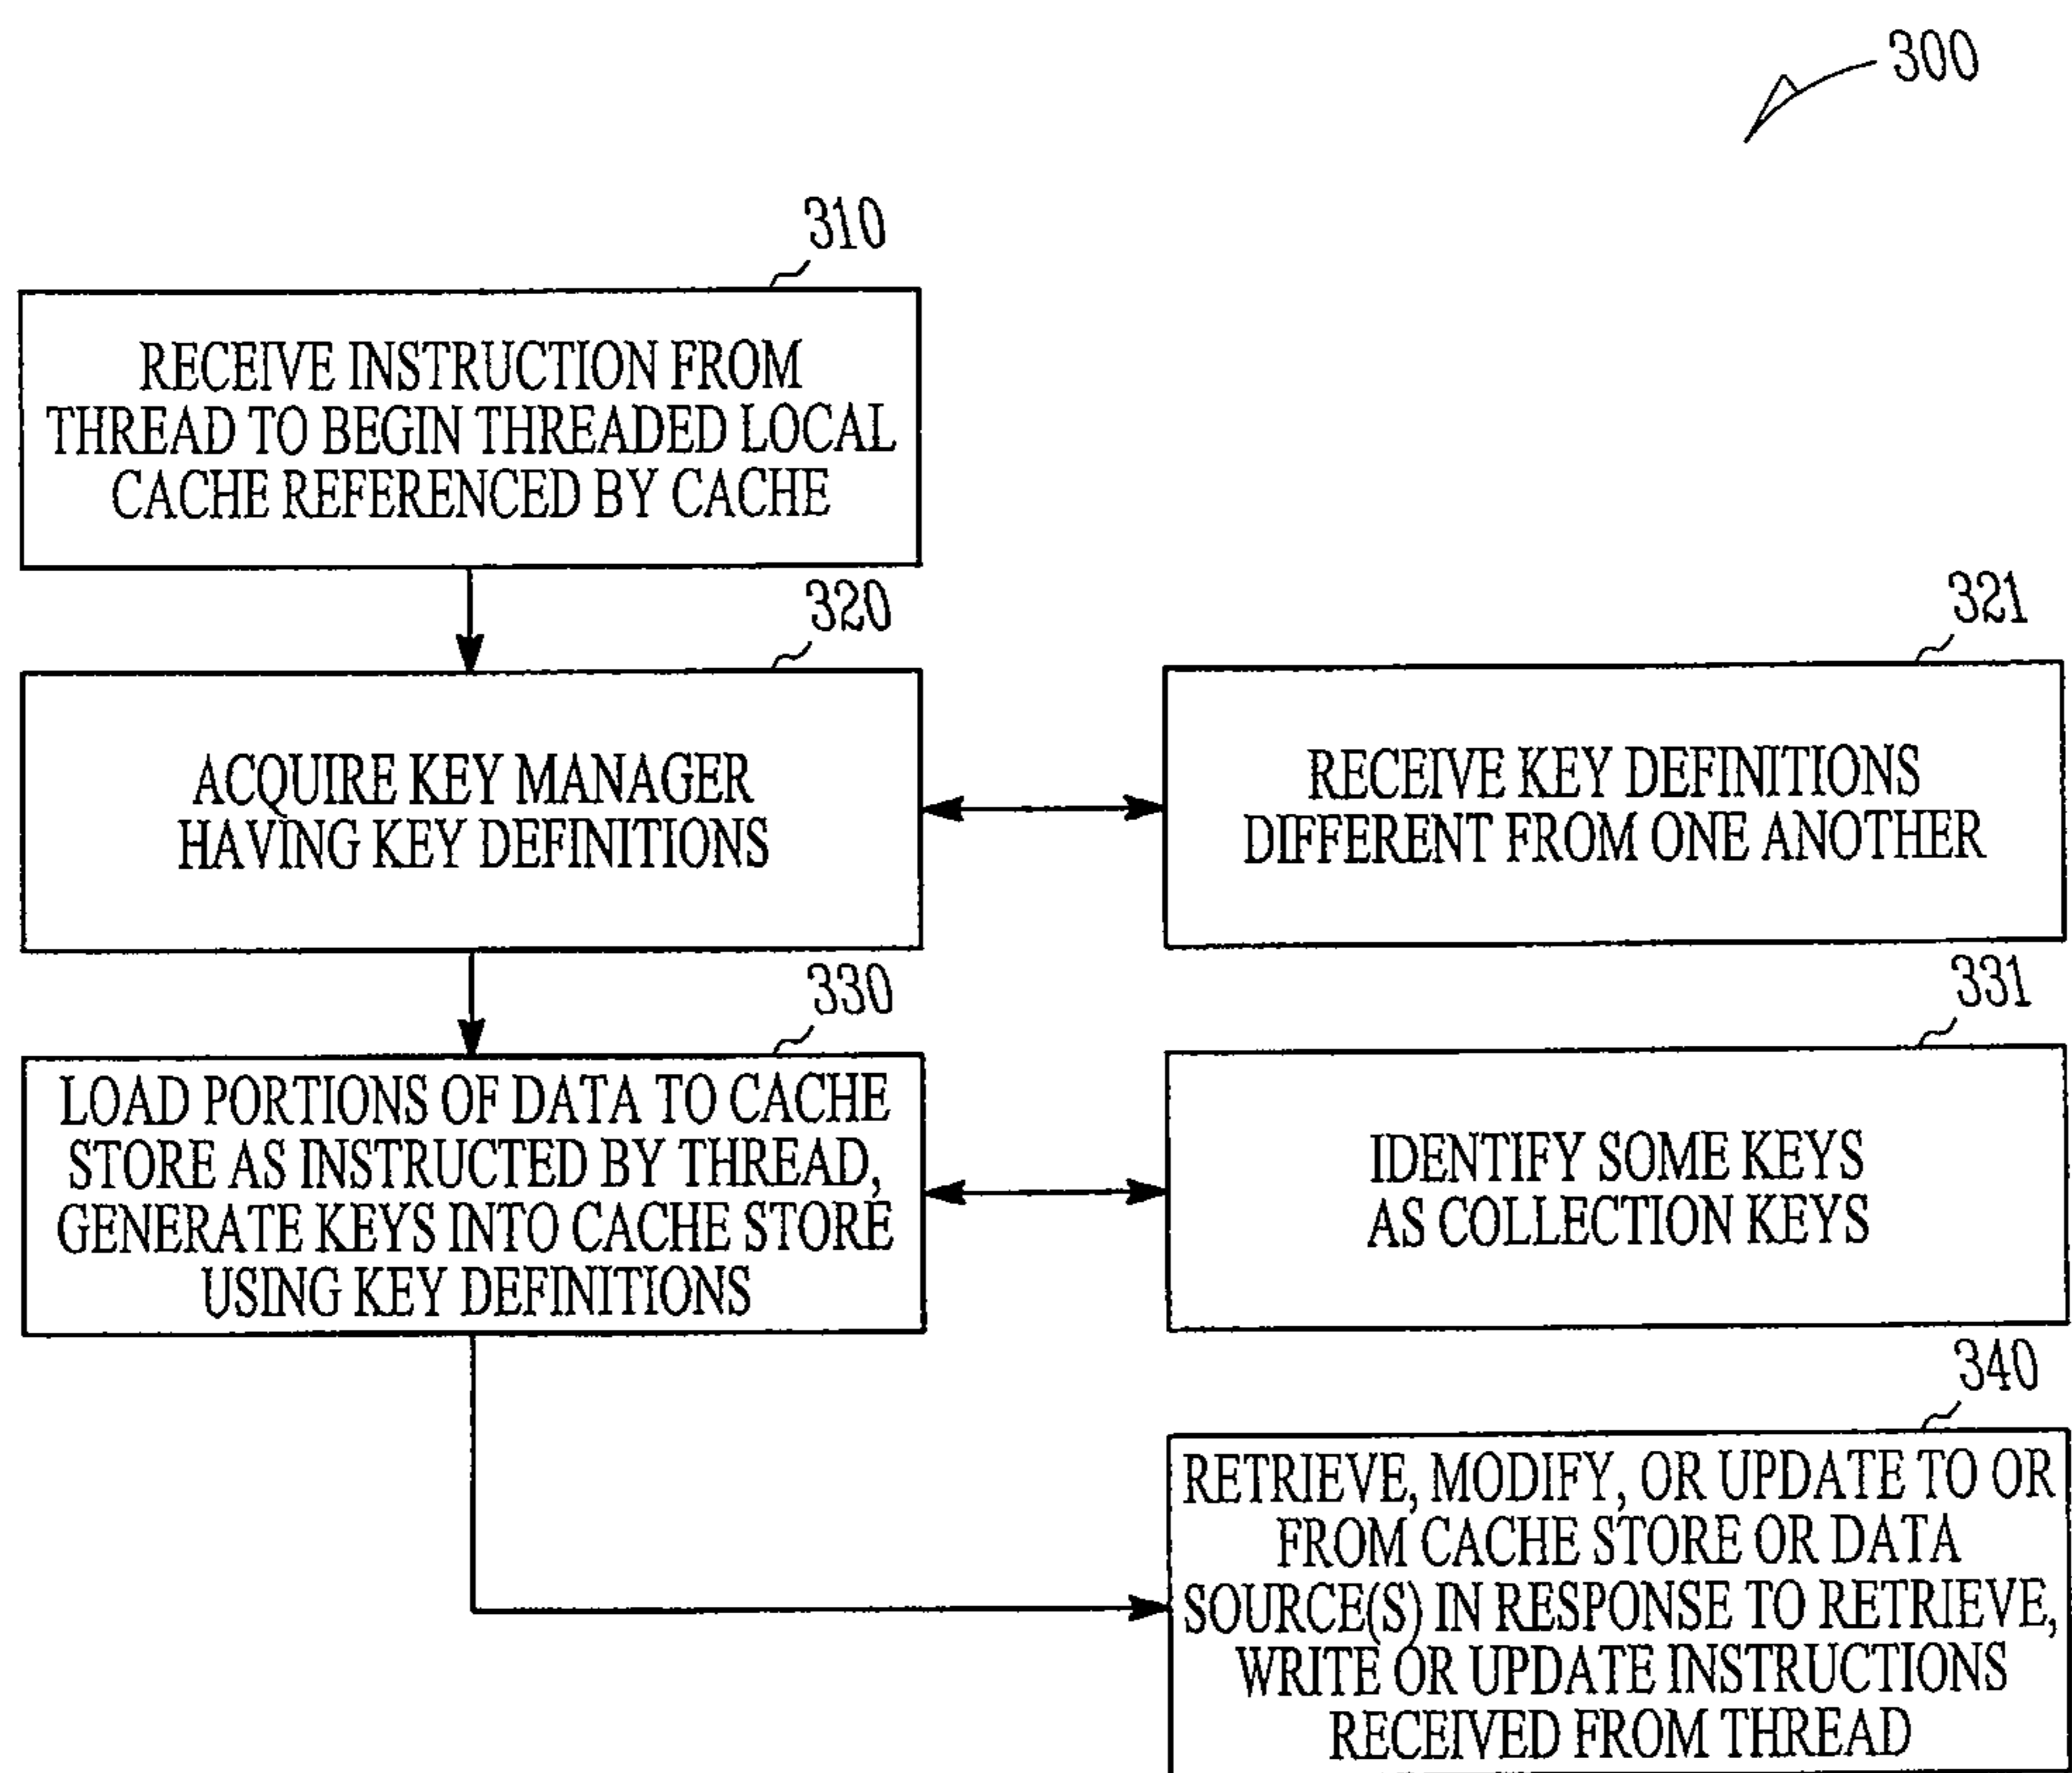 300
310
RECEIVE INSTRUCTION FROM
THREAD TO BEGIN THREADED LOCAL
CACHE REFERENCED BY CACHE
320
ACQUIRE KEY MANAGER
HAVING KEY DEFINITIONS
321
RECEIVE KEY DEFINITIONS
DIFFERENT FROM ONE ANOTHER
330
LOAD PORTIONS OF DATA TO CACHE
STORE AS INSTRUCTED BY THREAD,
GENERATE KEYS INTO CACHE STORE
USING KEY DEFINITIONS
331
IDENTIFY SOME KEYS
AS COLLECTION KEYS
340
RETRIEVE, MODIFY, OR UPDATE TO OR
FROM CACHE STORE OR DATA
SOURCE(S) IN RESPONSE TO RETRIEVE,
WRITE OR UPDATE INSTRUCTIONS
RECEIVED FROM THREAD